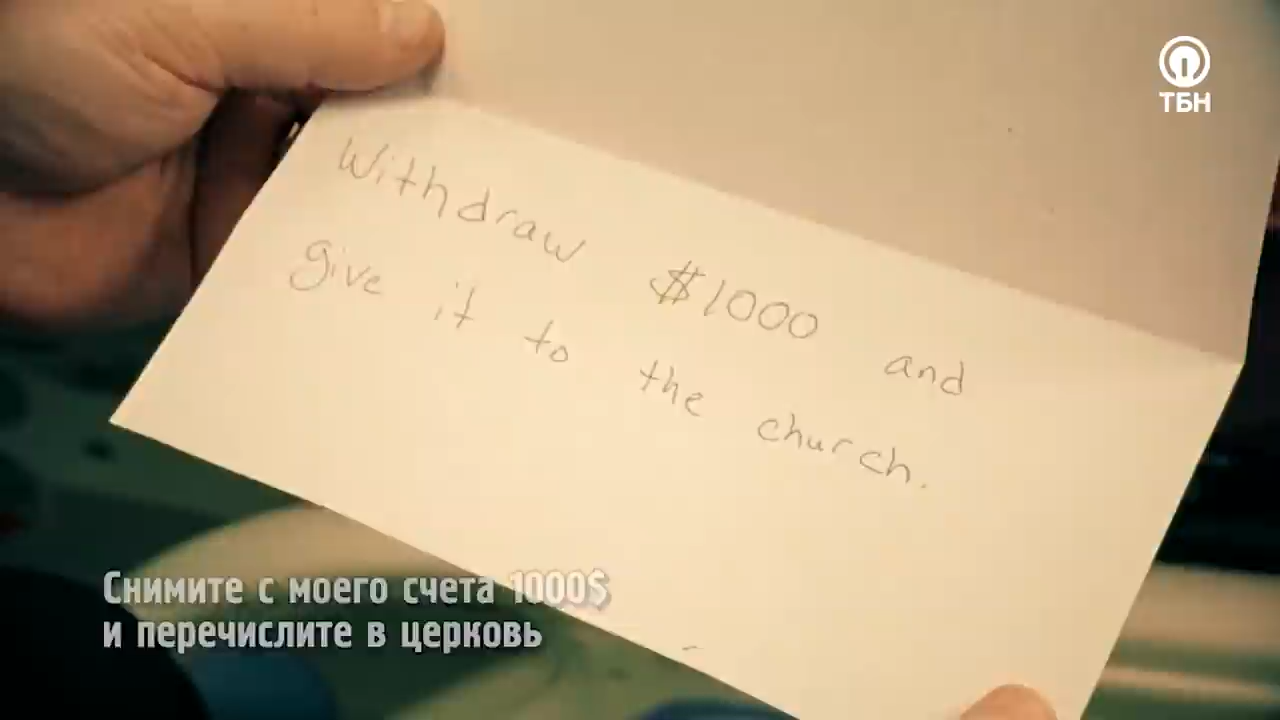 ТБН
Withdraw $1000 and
give it to the church.
Снимите с моего счета 1000$
и перечислите в церковь